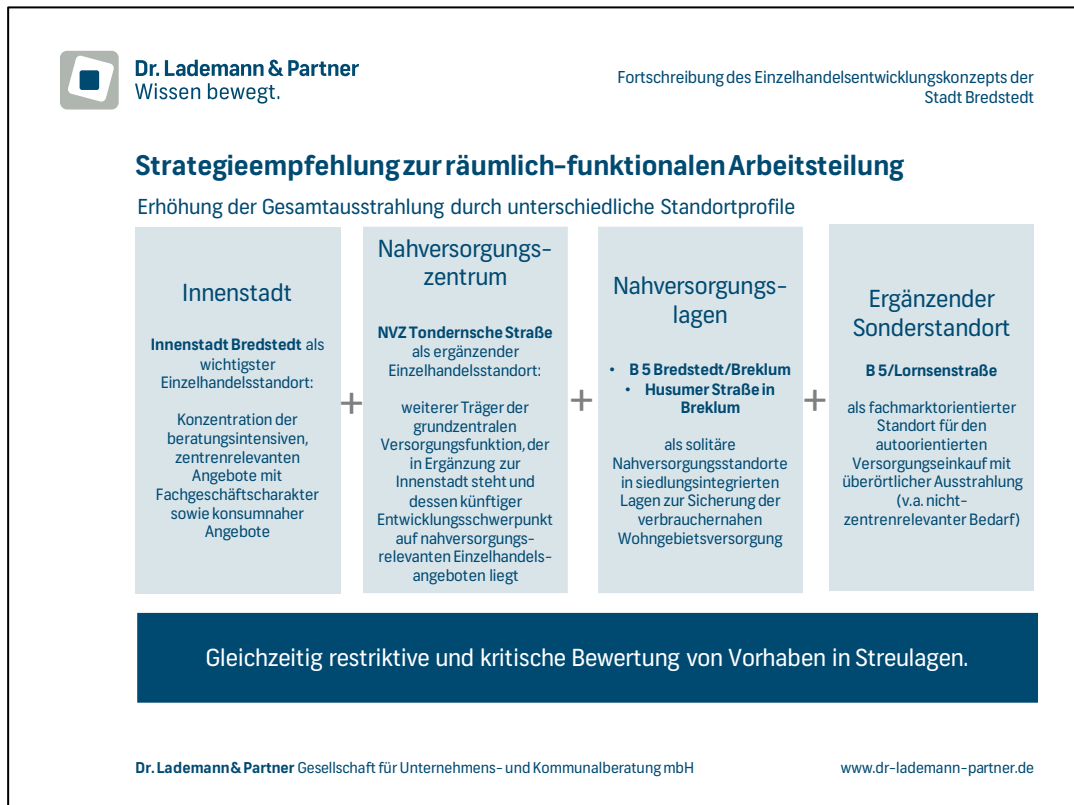 Dr. Lademann & Partner
Wissen bewegt.
Fortschreibung des Einzelhandelsentwicklungskonzepts der
Stadt Bredstedt
Strategieempfehlung zur räumlich-funktionalen Arbeitsteilung
Erhöhung der Gesamtausstrahlung durch unterschiedliche Standortprofile
Innenstadt
Innenstadt Bredstedt als
wichtigster
Einzelhandelsstandort:
Konzentration der
beratungsintensiven,
zentrenrelevanten
Angebote mit
Fachgeschäftscharakter
sowie konsumnaher
Angebote
+
Nahversorgungs-
zentrum
NVZ Tondernsche Straße
als ergänzender
Einzelhandelsstandort:
weiterer Träger der
grundzentralen
Versorgungsfunktion, der
in Ergänzung zur
Innenstadt steht und
dessen künftiger
Entwicklungsschwerpunkt
auf nahversorgungs-
relevanten Einzelhandels-
angeboten liegt
+
Nahversorgungs-
lagen
• B 5 Bredstedt/Breklum
• Husumer Straße in
Breklum
als solitäre
Nahversorgungsstandorte
in siedlungsintegrierten
Lagen zur Sicherung der
verbrauchernahen
Wohngebietsversorgung
+
Ergänzender
Sonderstandort
B 5/Lornsenstraße
als fachmarktorientierter
Standort für den
autoorientierten
Versorgungseinkauf mit
überörtlicher Ausstrahlung
(v.a. nicht-
zentrenrelevanter Bedarf)
Gleichzeitig restriktive und kritische Bewertung von Vorhaben in Streulagen.
Dr. Lademann & Partner Gesellschaft für Unternehmens- und Kommunalberatung mbH
www.dr-lademann-partner.de